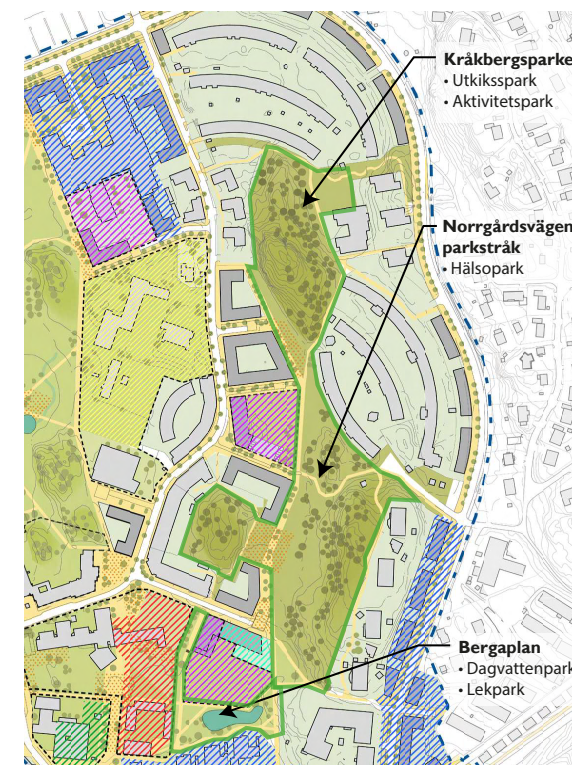 Kråkbergsparke
• Utkiksspark
• Aktivitetspark
Norrgårdsvägen
parkstråk
• Hälsopark
Bergaplan
• Dagvattenpark
• Lekpark